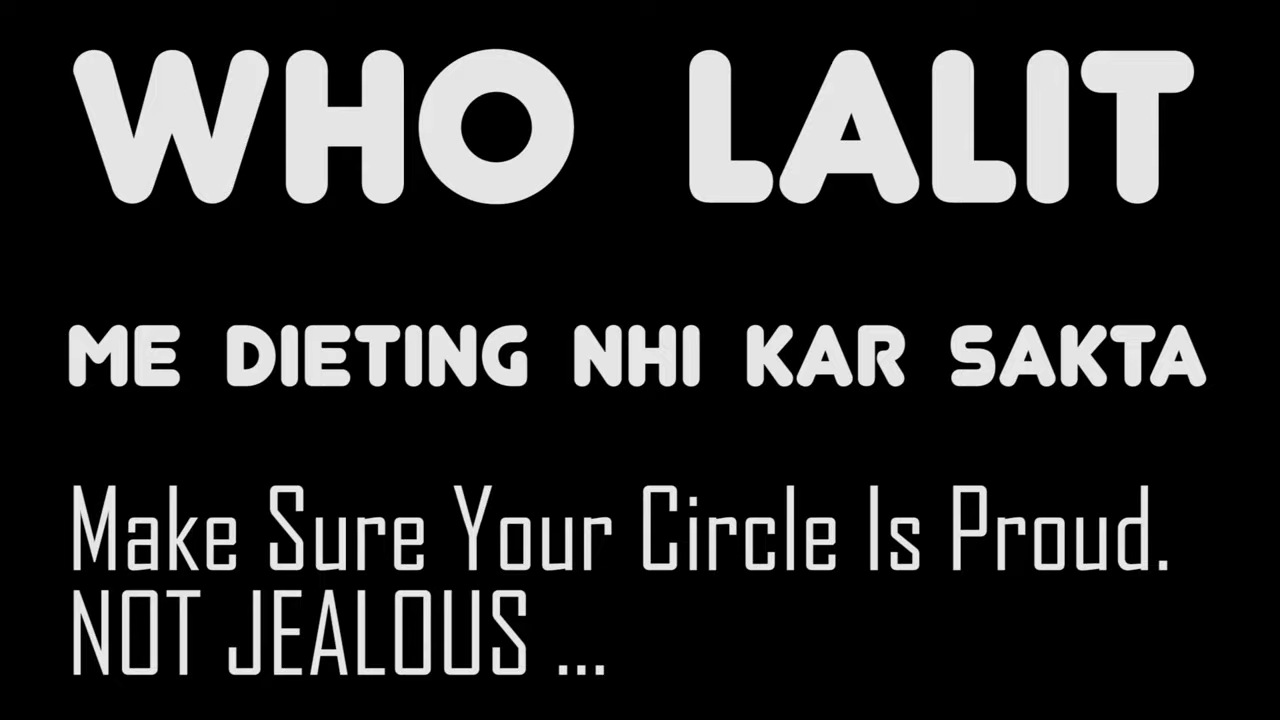 WHO LALIT
ME DIETING NHI KAR SAKTA
Make Sure Your Circle Is Proud.
NOT JEALOUS ...